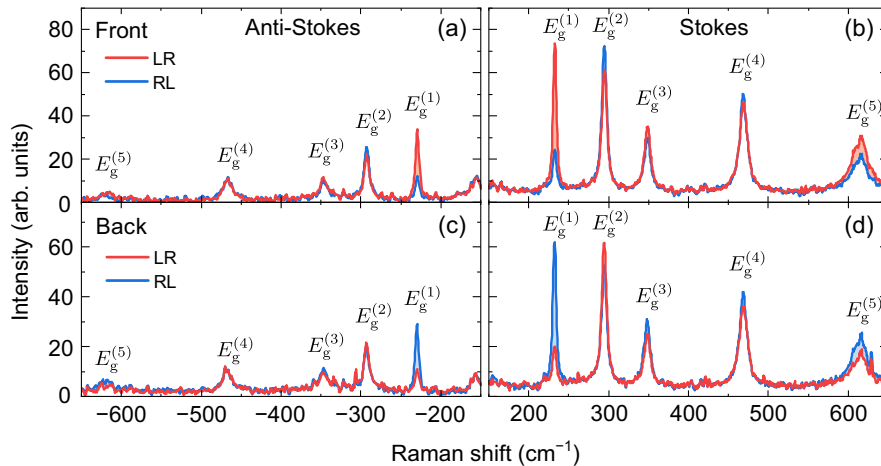 Intensity (arb. units)
Front
Anti-Stokes
(a)
LR
RL
E_g^(5)
E_g^(4)
E_g^(3)
E_g^(2)
E_g^(1)
80
60
40
20
0
E_g^(1)
E_g^(2)
Stokes
(b)
E_g^(3)
E_g^(4)
E_g^(5)
Back
(c)
LR
RL
E_g^(5)
E_g^(4)
E_g^(3)
E_g^(2)
E_g^(1)
60
40
20
0
−600
−500
−400
−300
−200
E_g^(1)
E_g^(2)
(d)
E_g^(3)
E_g^(4)
E_g^(5)
200
300
400
500
600
Raman shift (cm⁻¹)